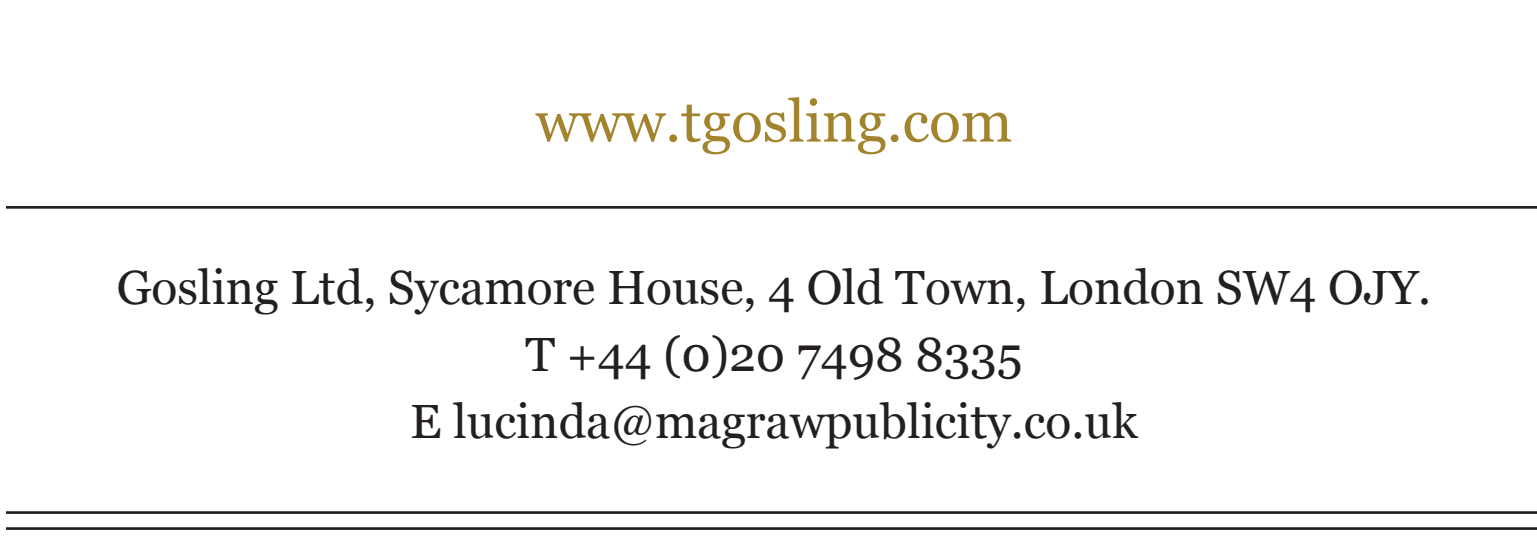 www.tgosling.com
Gosling Ltd, Sycamore House, 4 Old Town, London SW4 OJY.
T +44 (0)20 7498 8335
E lucinda@magrawpublicity.co.uk